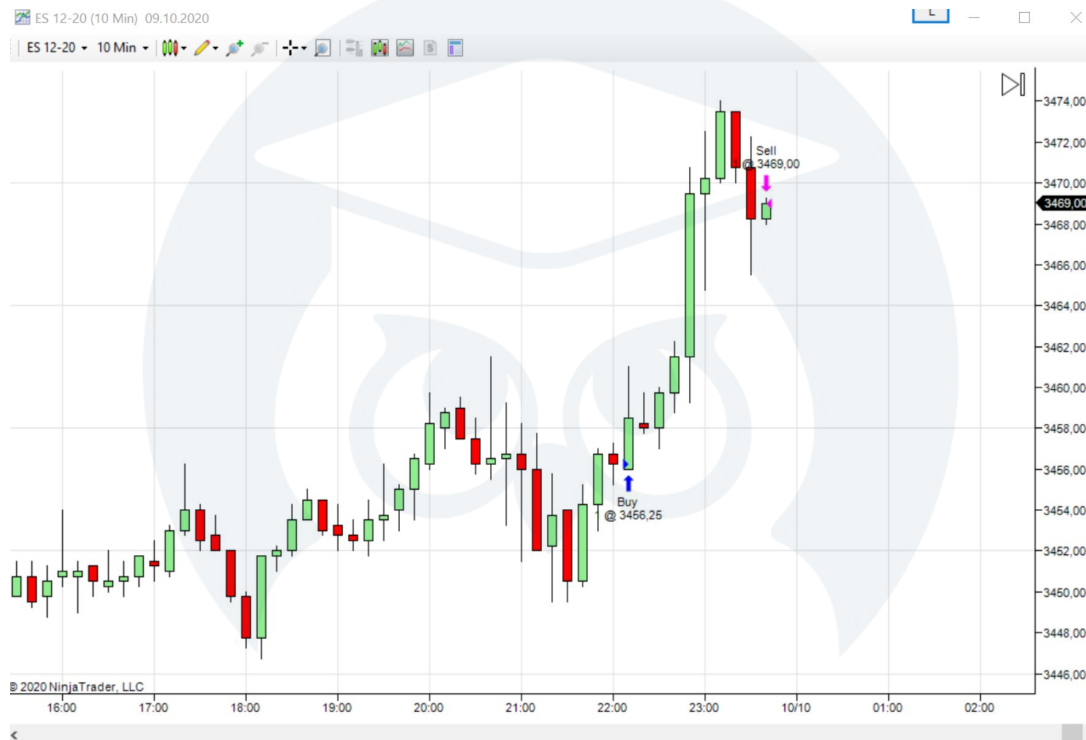 ES 12-20 (10 Min) 09.10.2020
L
ES 12-20 10 Min
3474,00
3472,00
Sell
1 @ 3469,00
3470,00
3469,00
3468,00
3466,00
3464,00
3462,00
3460,00
3458,00
3456,00
Buy
1 @ 3456,25
3454,00
3452,00
3450,00
3448,00
3446,00
© 2020 NinjaTrader, LLC
16:00 17:00 18:00 19:00 20:00 21:00 22:00 23:00 10/10 01:00 02:00